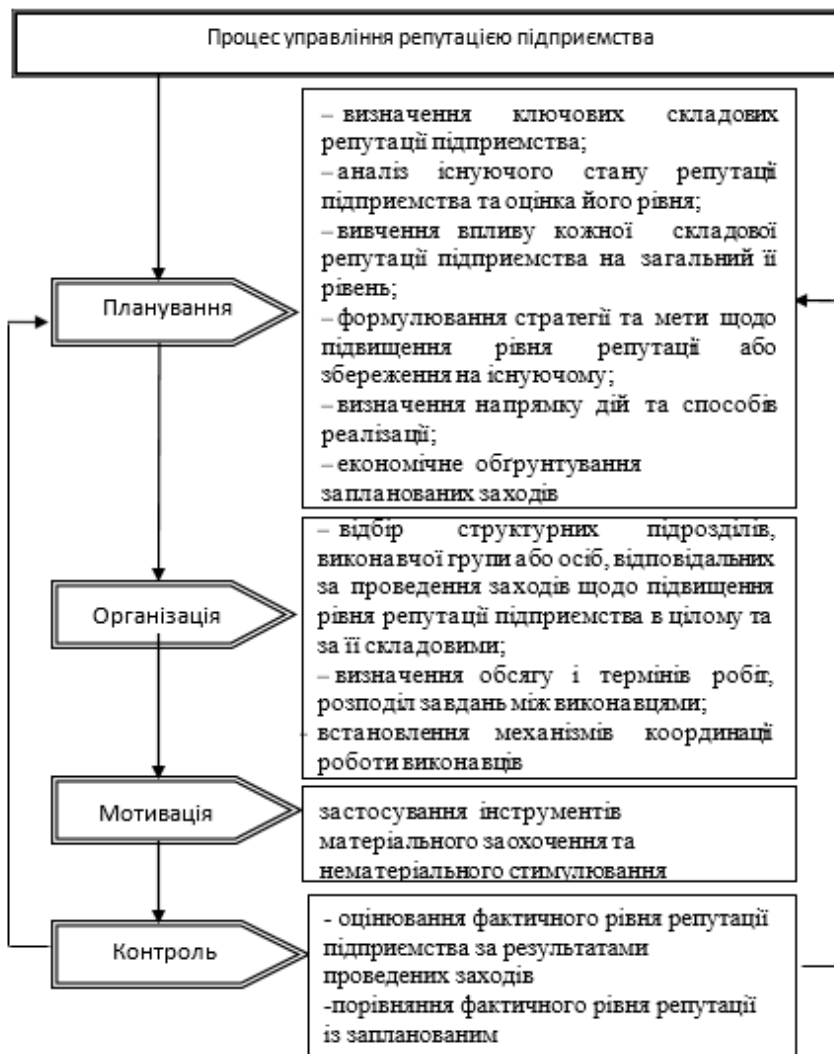 Процес управління репутацією підприємства
– визначення ключових складових
репутації підприємства;
– аналіз існуючого стану репутації
підприємства та оцінка його рівня;
– вивчення впливу кожної складової
репутації підприємства на загальний її
рівень;
– формулювання стратегії та мети щодо
підвищення рівня репутації або
збереження на існуючому;
– визначення напрямку дій та способів
реалізації;
– економічне обґрунтування
запланованих заходів
Планування
– відбір структурних підрозділів,
виконавчої групи або осіб, відповідальних
за проведення заходів щодо підвищення
рівня репутації підприємства в цілому та
за її складовими;
– визначення обсягу і термінів робіт,
розподіл завдань між виконавцями;
- встановлення механізмів координації
роботи виконавців
Організація
Мотивація
застосування інструментів
матеріального заохочення та
нематеріального стимулювання
Контроль
- оцінювання фактичного рівня репутації
підприємства за результатами
проведених заходів
-порівняння фактичного рівня репутації
із запланованим